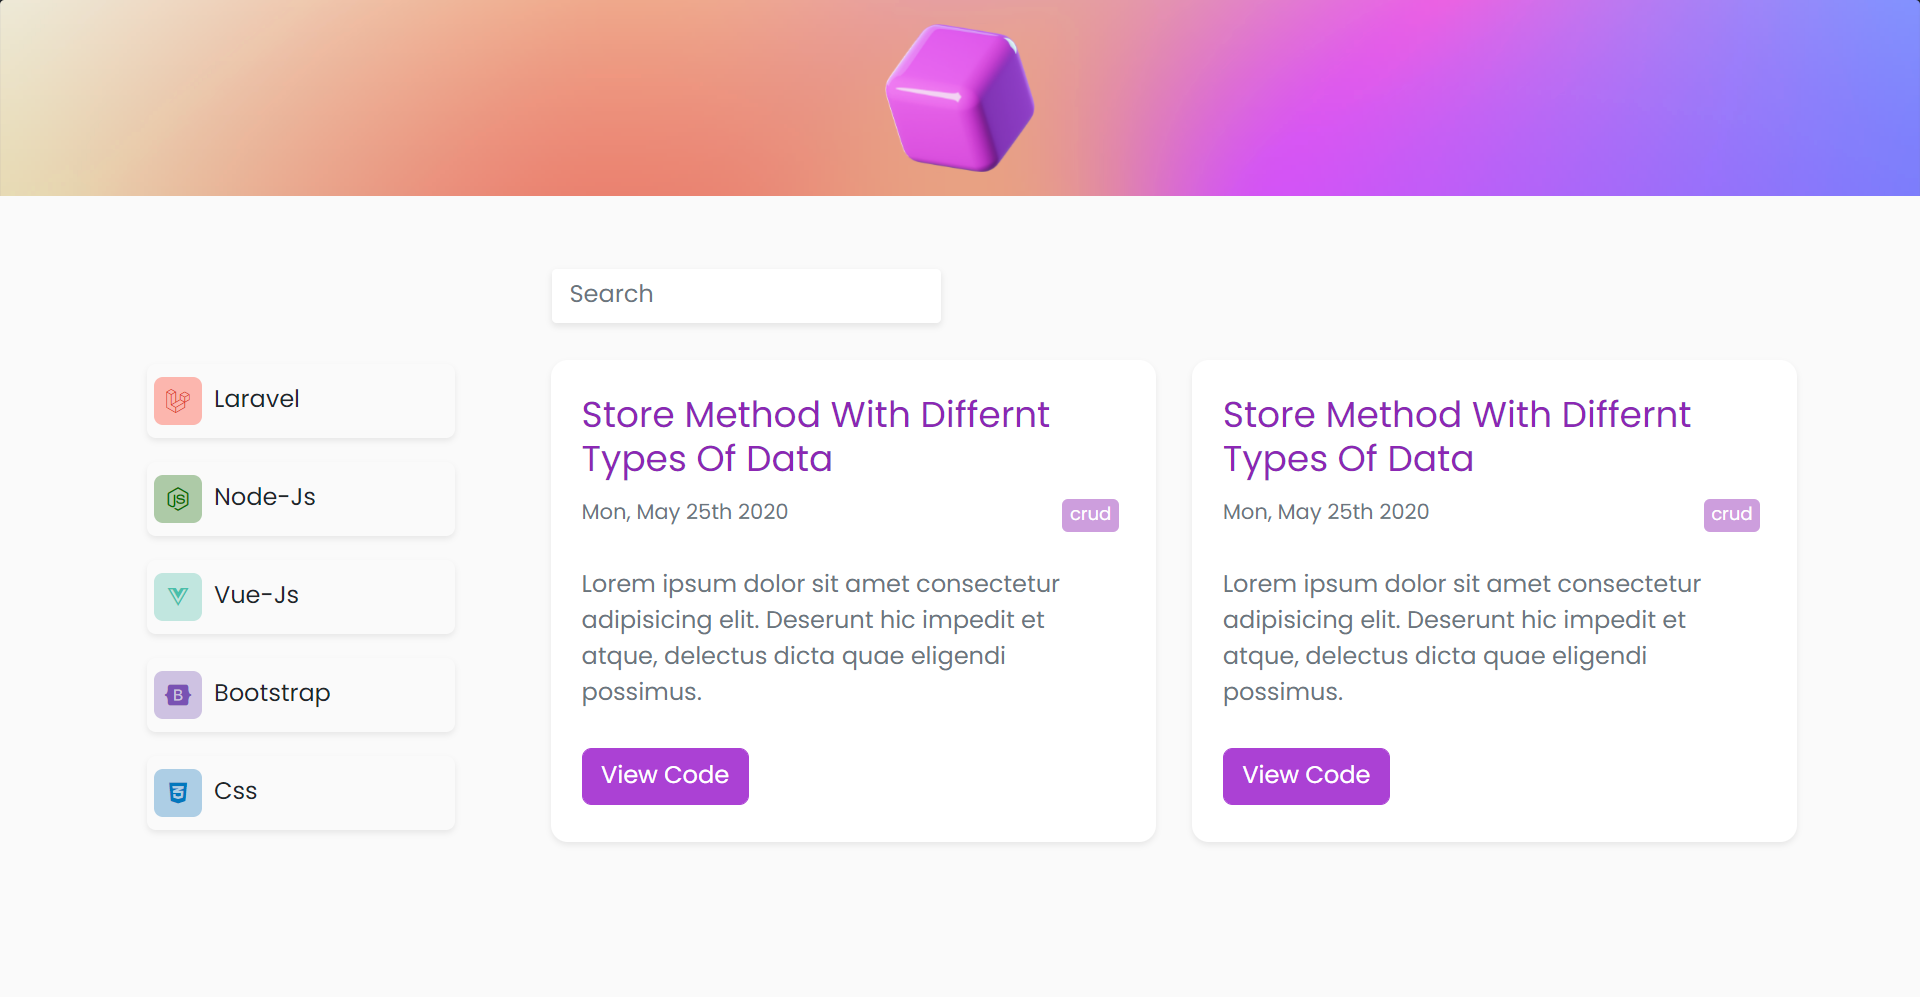 Search
Laravel
Node-Js
Vue-Js
Bootstrap
Css
Store Method With Differnt
Types Of Data
Mon, May 25th 2020
crud
Lorem ipsum dolor sit amet consectetur
adipisicing elit. Deserunt hic impedit et
atque, delectus dicta quae eligendi
possimus.
View Code
Store Method With Differnt
Types Of Data
Mon, May 25th 2020
crud
Lorem ipsum dolor sit amet consectetur
adipisicing elit. Deserunt hic impedit et
atque, delectus dicta quae eligendi
possimus.
View Code